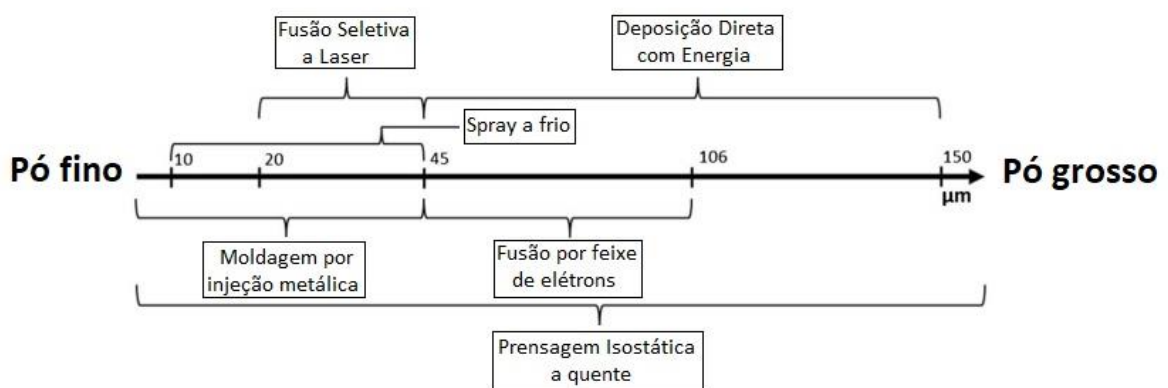 Fusão Seletiva
a Laser
Deposição Direta
com Energia
Spray a frio
Pó fino
10
20
45
106
150
µm
Pó grosso
Moldagem por
injeção metálica
Fusão por feixe
de elétrons
Prensagem Isostática
a quente